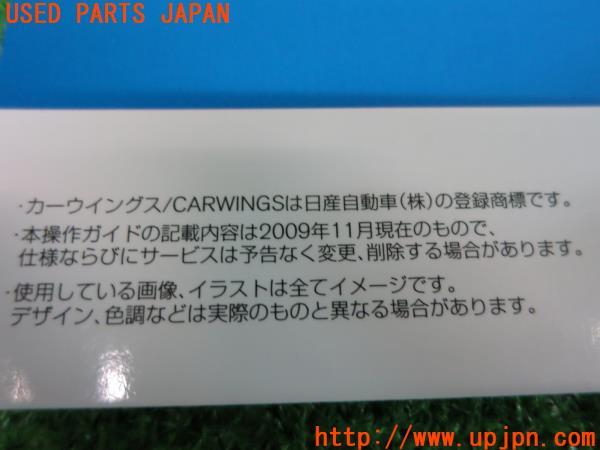 USED PARTS JAPAN
・カーウイングス/CARWINGSは日産自動車(株)の登録商標です。
・本操作ガイドの記載内容は2009年11月現在のもので、
仕様ならびにサービスは予告なく変更、削除する場合があります。
・使用している画像、イラストは全てイメージです。
デザイン、色調などは実際のものと異なる場合があります。
http://www.upjpn.com/